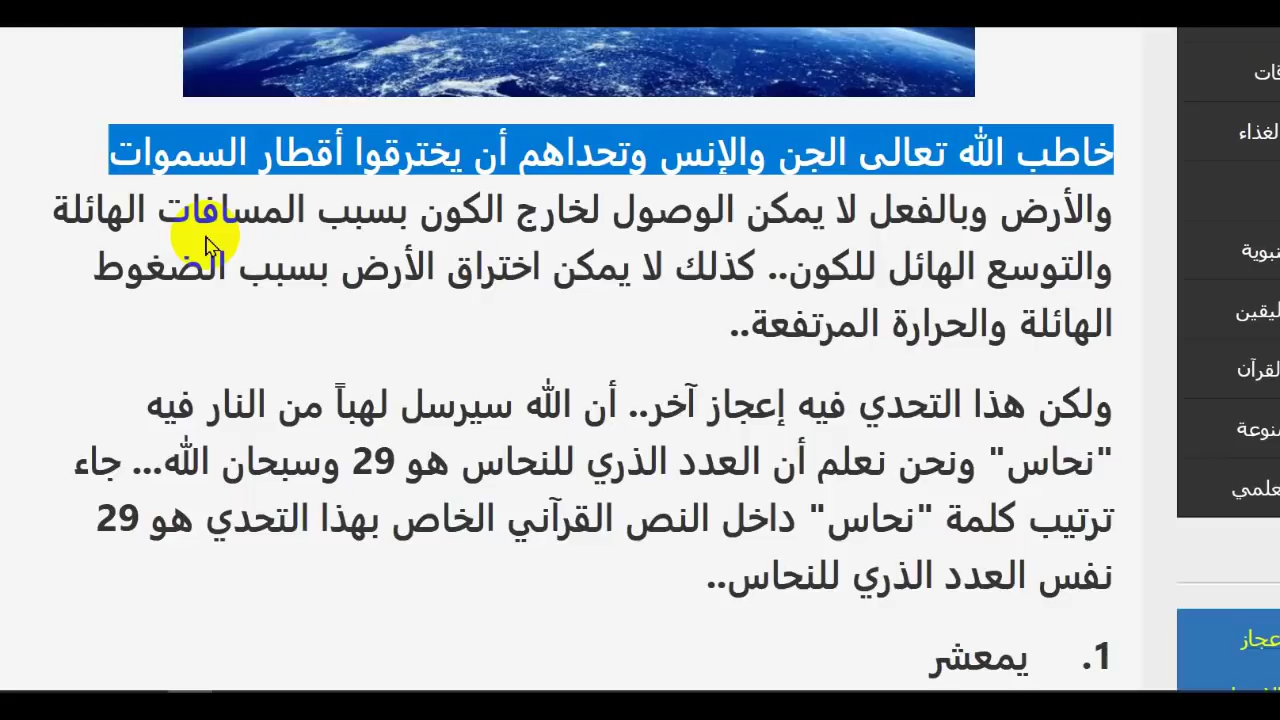 خاطب الله تعالى الجن والإنس وتحداهم أن يخترقوا أقطار السموات
والأرض وبالفعل لا يمكن الوصول لخارج الكون بسبب المسافات الهائلة
والتوسع الهائل للكون.. كذلك لا يمكن اختراق الأرض بسبب الضغوط
الهائلة والحرارة المرتفعة..
ولكن هذا التحدي فيه إعجاز آخر.. أن الله سيرسل لهباً من النار فيه
"نحاس" ونحن نعلم أن العدد الذري للنحاس هو 29 وسبحان الله... جاء
ترتيب كلمة "نحاس" داخل النص القرآني الخاص بهذا التحدي هو 29
نفس العدد الذري للنحاس..
1. يمعشر